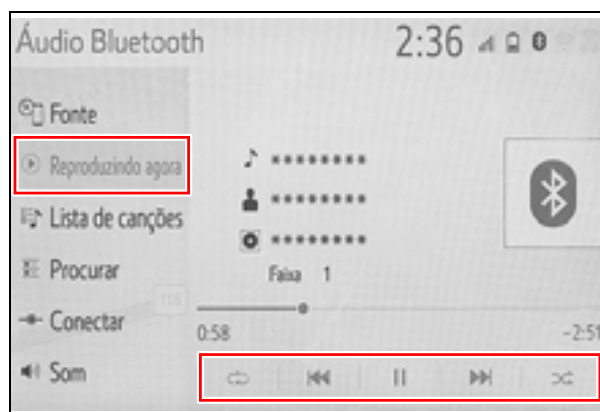 Áudio Bluetooth 2:36
Fonte
Reproduzindo agora
********
Lista de canções
********
********
Procurar
Faixa 1
Conectar
0:58 -2:51
Som